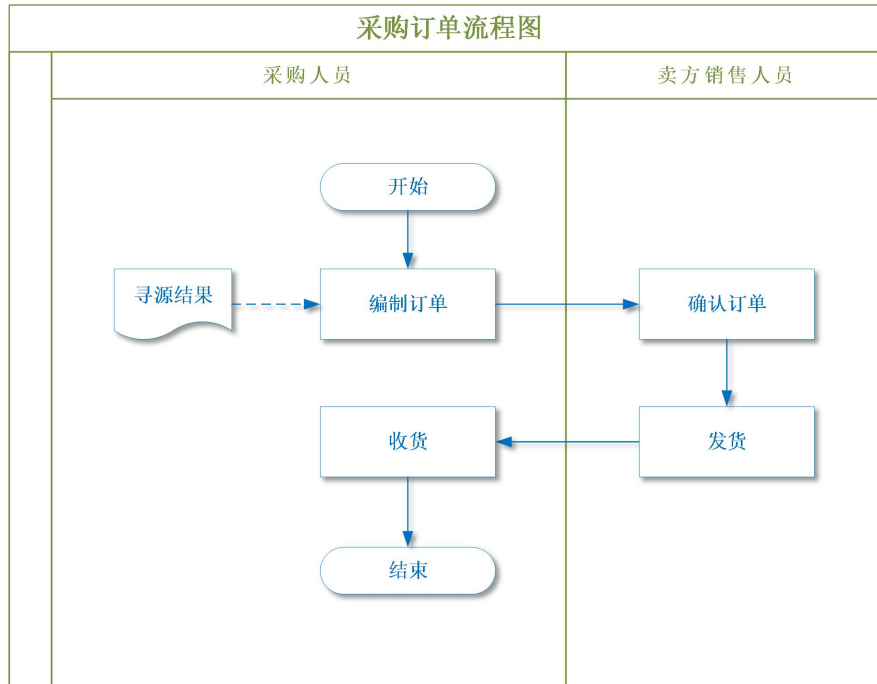 采购订单流程图
采购人员
卖方销售人员
开始
寻源结果
编制订单
确认订单
收货
发货
结束